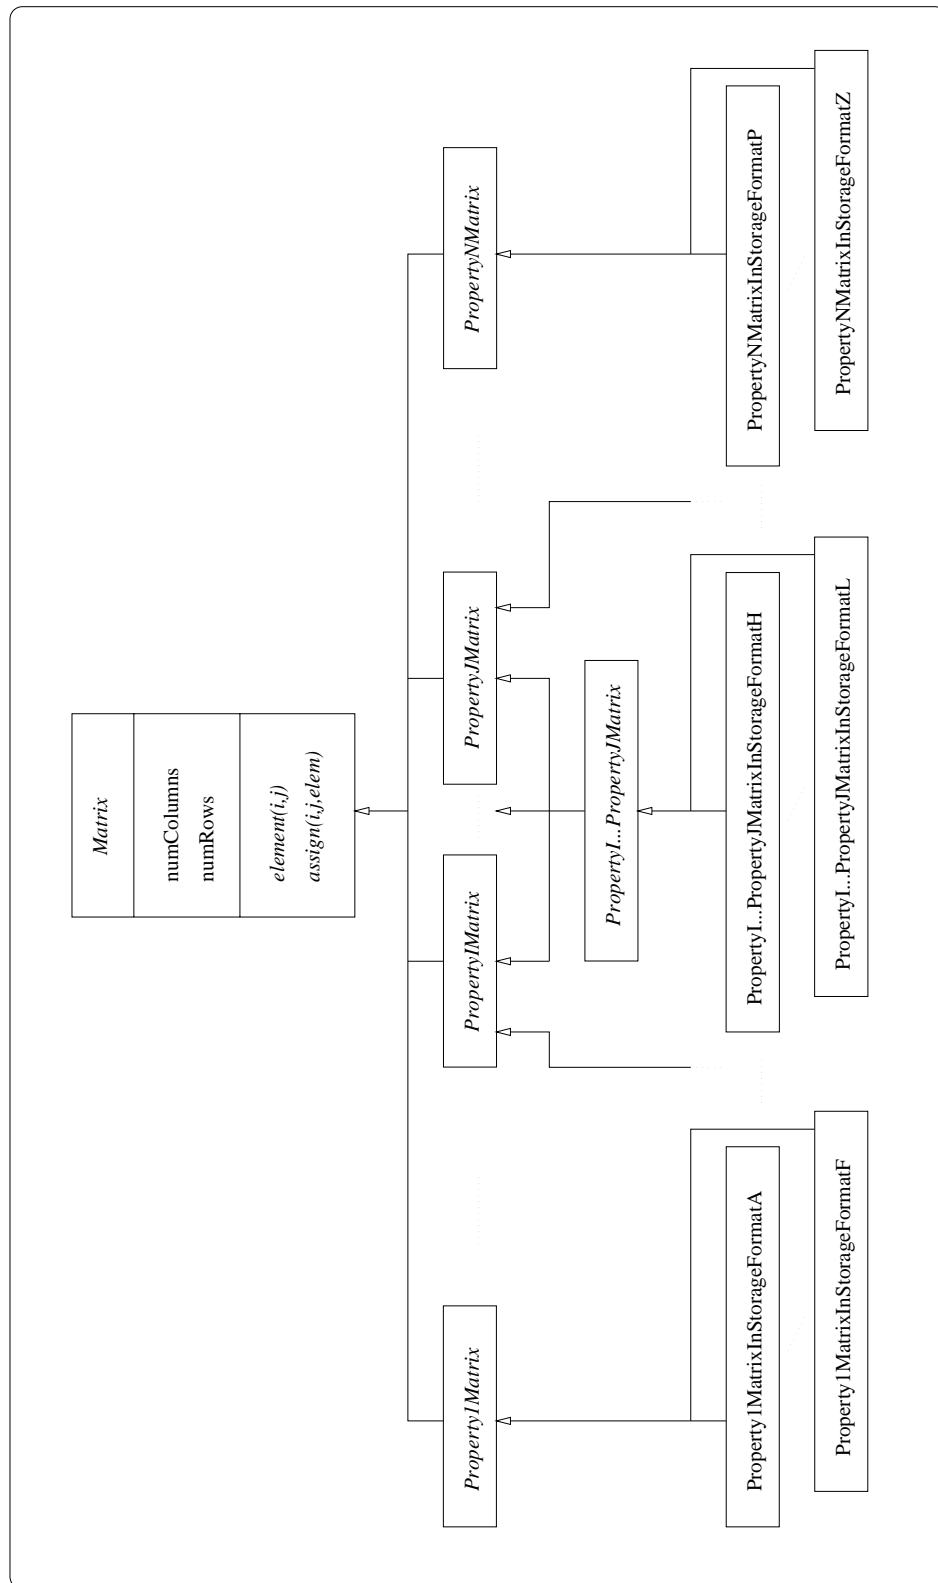 Matrix
numColumns
numRows
element(i,j)
assign(i,j,elem)
Property1Matrix
PropertyIMatrix
PropertyJMatrix
PropertyNMatrix
PropertyI...PropertyJMatrix
Property1MatrixInStorageFormatA
PropertyI...PropertyJMatrixInStorageFormatH
PropertyNMatrixInStorageFormatP
Property1MatrixInStorageFormatF
PropertyI...PropertyJMatrixInStorageFormatL
PropertyNMatrixInStorageFormatZ